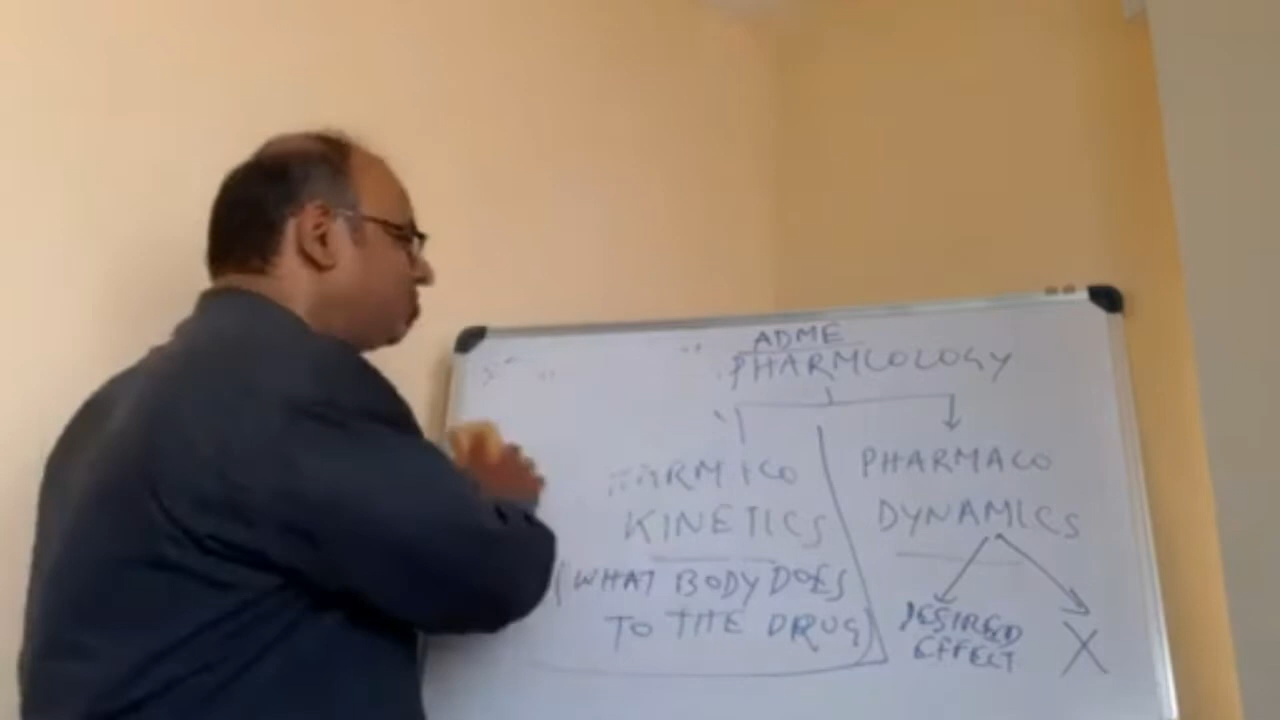 ADME
PHARMCOLOGY
KINETICS
(WHAT BODY DOES
TO THE DRUG)
PHARMACO
DYNAMICS
DESIRED
EFFECT
X